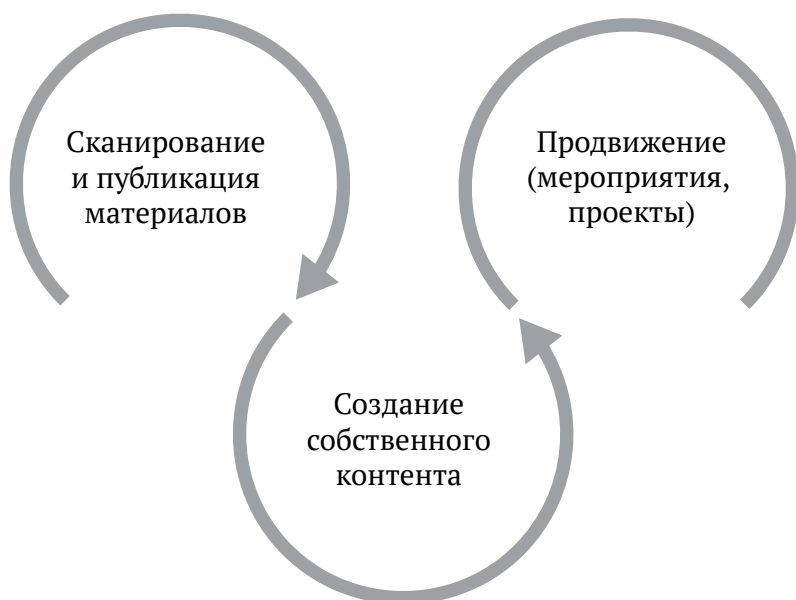 Сканирование
и публикация
материалов
Создание
собственного
контента
Продвижение
(мероприятия,
проекты)